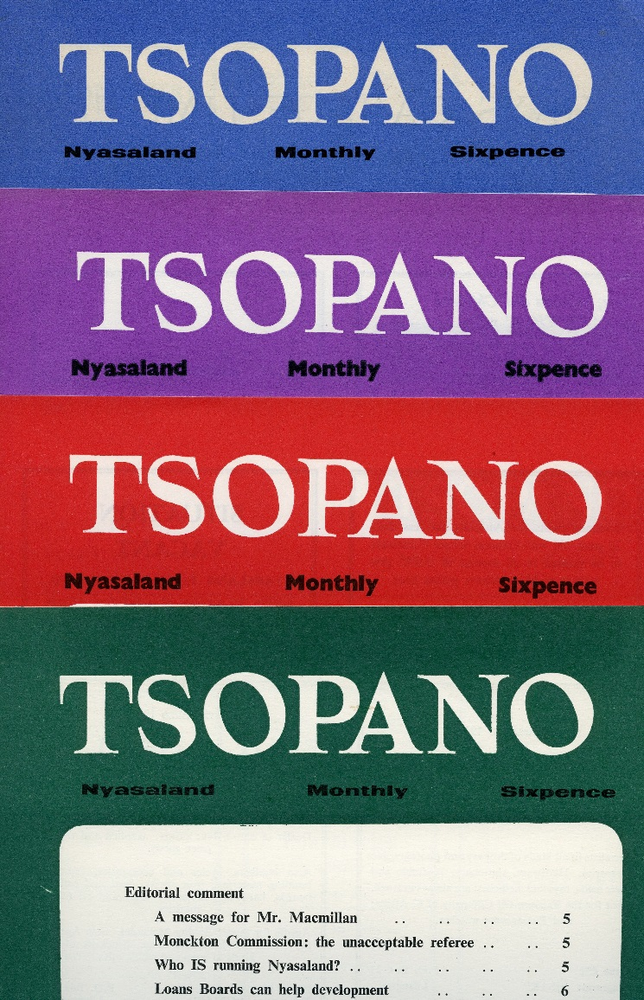 TSOPANO
Nyasaland Monthly Sixpence
TSOPANO
Nyasaland Monthly Sixpence
TSOPANO
Nyasaland Monthly Sixpence
TSOPANO
Nyasaland Monthly Sixpence
Editorial comment
A message for Mr. Macmillan .. .. .. .. 5
Monckton Commission: the unacceptable referee .. .. 5
Who IS running Nyasaland? .. .. .. .. .. 5
Loans Boards can help development .. .. .. 6